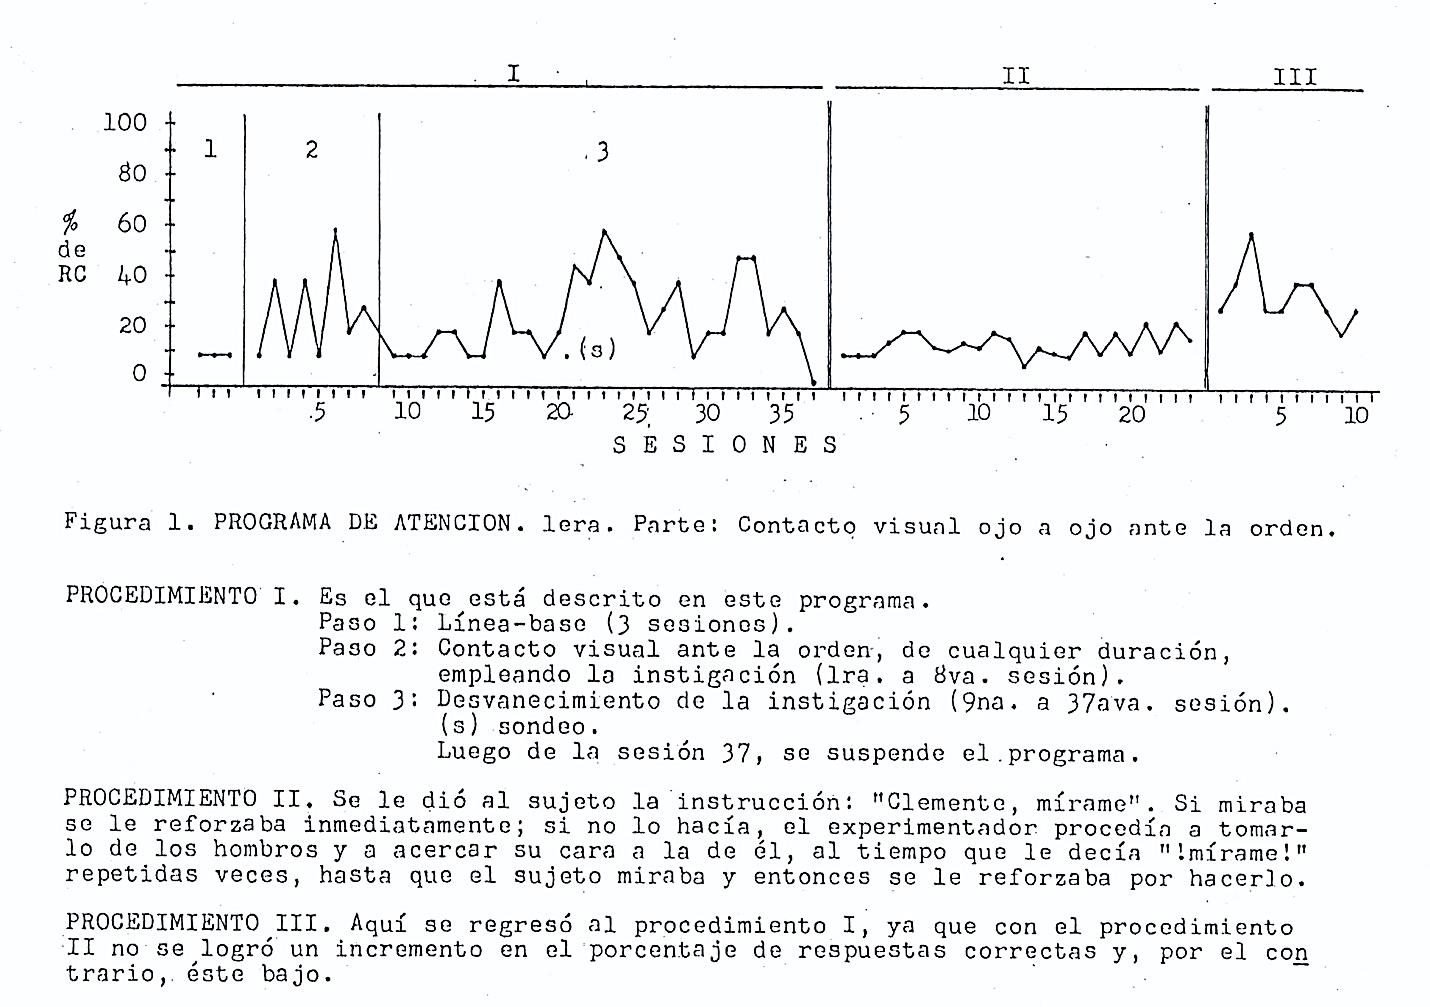 I II III
100
80
60
40
20
0
%
de
RC
1 2 3
(s)
5 10 15 20 25 30 35 5 10 15 20 5 10
S E S I O N E S
Figura 1. PROGRAMA DE ATENCION. 1era. Parte: Contacto visual ojo a ojo ante la orden.
PROCEDIMIENTO I. Es el que está descrito en este programa.
Paso 1: Línea-base (3 sesiones).
Paso 2: Contacto visual ante la orden, de cualquier duración,
empleando la instigación (1ra. a 8va. sesión).
Paso 3: Desvanecimiento de la instigación (9na. a 37ava. sesión).
(s) sondeo.
Luego de la sesión 37, se suspende el programa.
PROCEDIMIENTO II. Se le dió al sujeto la instrucción: "Clemente, mírame". Si miraba
se le reforzaba inmediatamente; si no lo hacía, el experimentador procedía a tomar-
lo de los hombros y a acercar su cara a la de él, al tiempo que le decía "!mírame!"
repetidas veces, hasta que el sujeto miraba y entonces se le reforzaba por hacerlo.
PROCEDIMIENTO III. Aquí se regresó al procedimiento I, ya que con el procedimiento
II no se logró un incremento en el porcentaje de respuestas correctas y, por el con
trario, éste bajo.